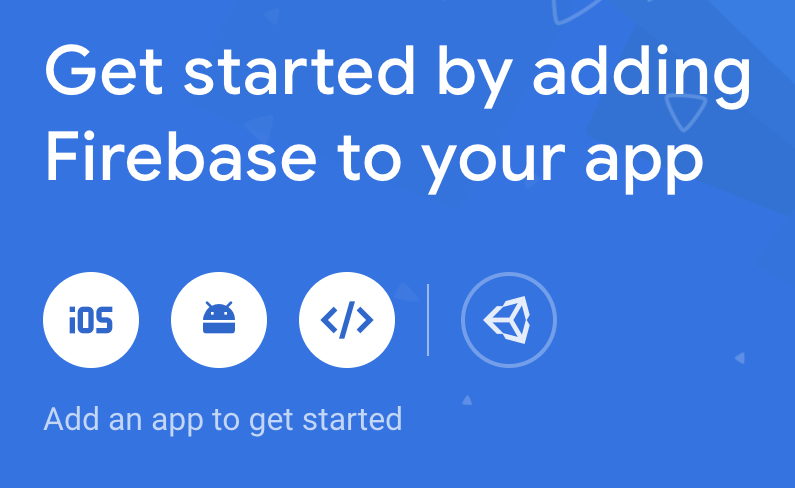 Get started by adding
Firebase to your app
iOS </>
Add an app to get started